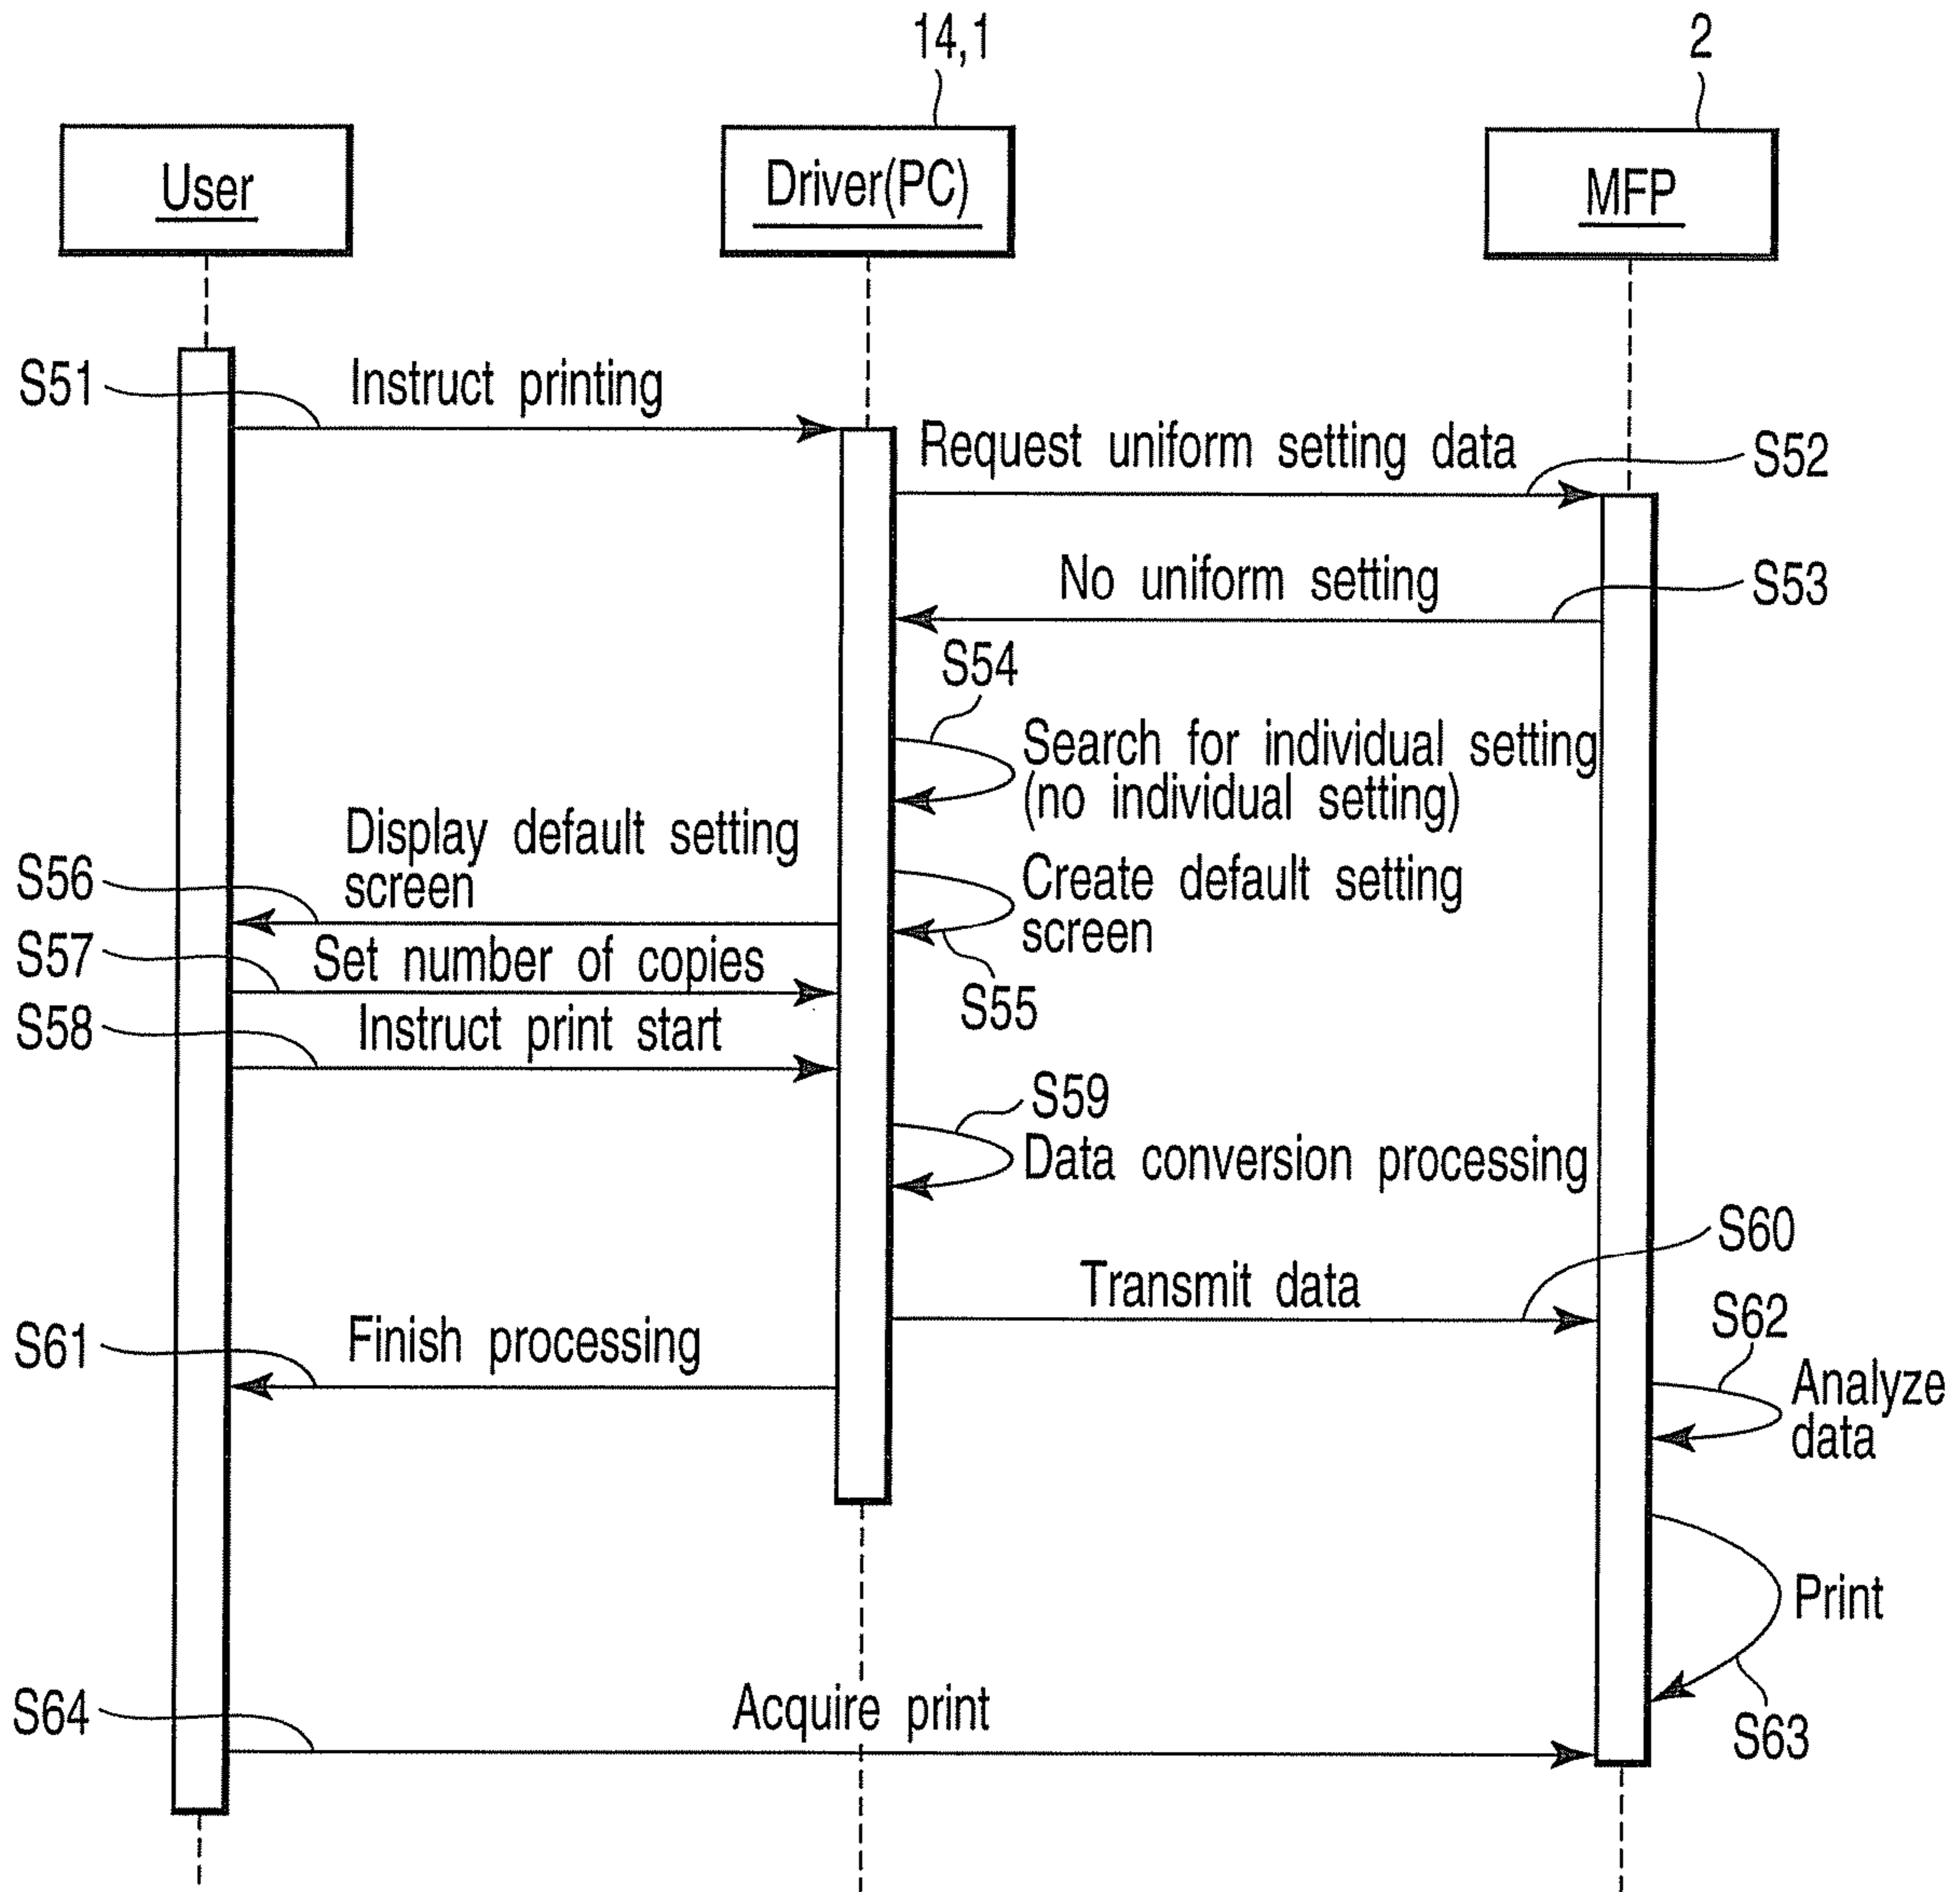 14,1
2
User
Driver(PC)
MFP
S51
Instruct printing
Request uniform setting data
S52
No uniform setting
S53
S54
Search for individual setting
(no individual setting)
Display default setting
screen
S56
Create default setting
screen
S57
Set number of copies
S55
S58
Instruct print start
S59
Data conversion processing
S60
Transmit data
S62
S61
Finish processing
Analyze
data
Print
S64
Acquire print
S63